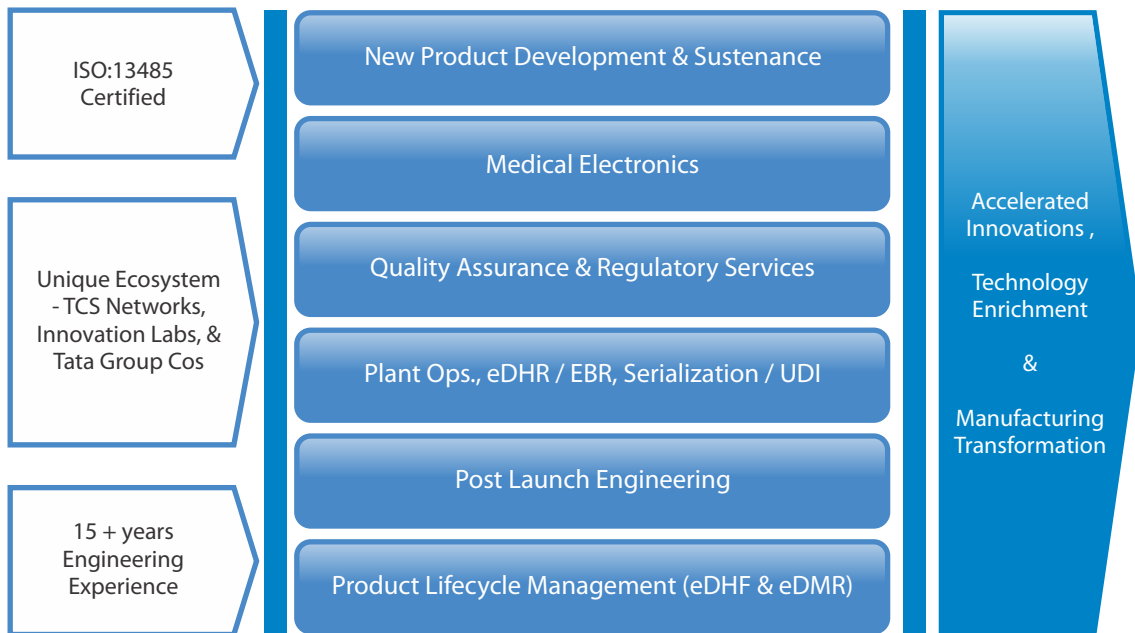 ISO:13485
Certified
Unique Ecosystem
- TCS Networks,
Innovation Labs, &
Tata Group Cos
15 + years
Engineering
Experience
New Product Development & Sustenance
Medical Electronics
Quality Assurance & Regulatory Services
Plant Ops., eDHR / EBR, Serialization / UDI
Post Launch Engineering
Product Lifecycle Management (eDHF & eDMR)
Accelerated
Innovations ,
Technology
Enrichment
&
Manufacturing
Transformation